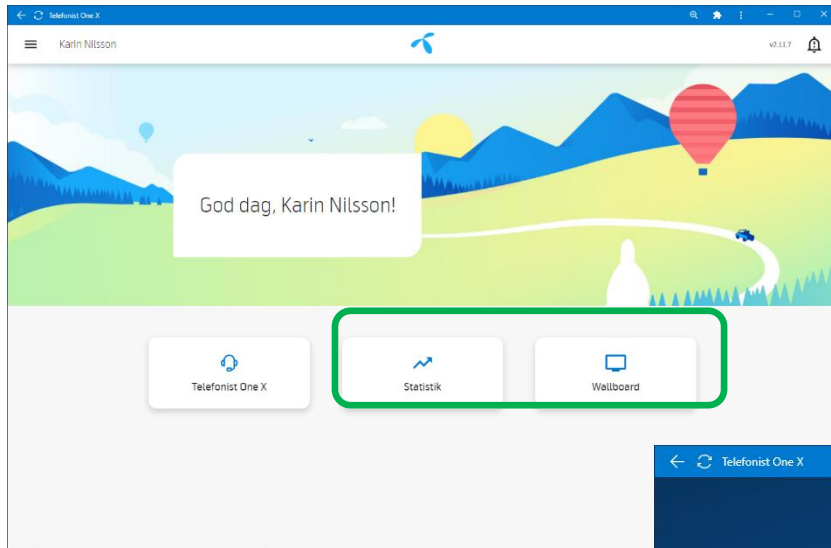 Telefonist One X
Karin Nilsson
v2.11.7
God dag, Karin Nilsson!
Telefonist One X
Statistik
Wallboard
Telefonist One X